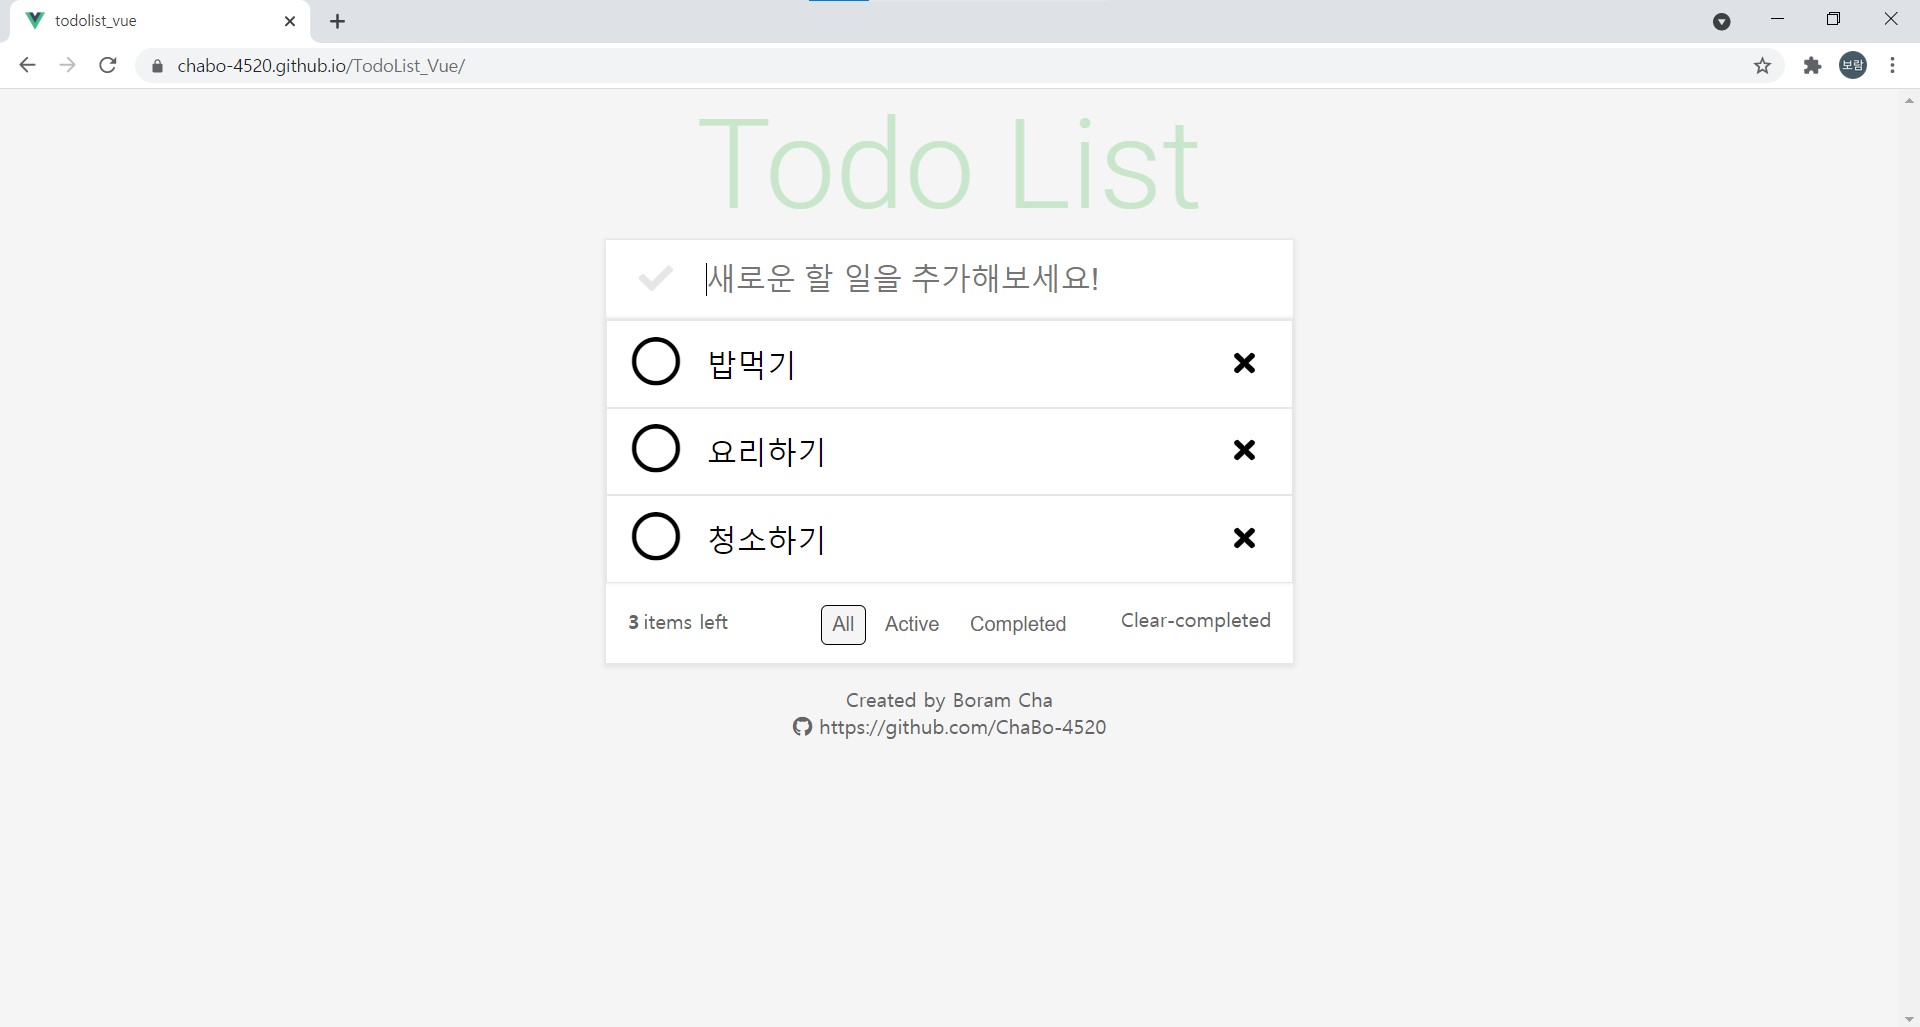 todolist_vue
chabo-4520.github.io/TodoList_Vue/
보람
Todo List
새로운 할 일을 추가해보세요!
밥먹기
요리하기
청소하기
3 items left All Active Completed Clear-completed
Created by Boram Cha
https://github.com/ChaBo-4520